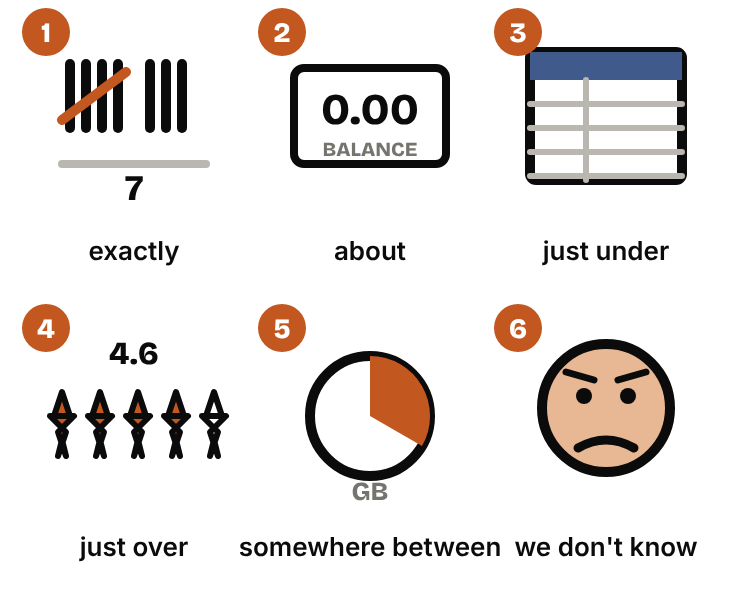 1
2
3
7
0.00
BALANCE
exactly
about
just under
4
5
6
4.6
GB
just over
somewhere between
we don't know